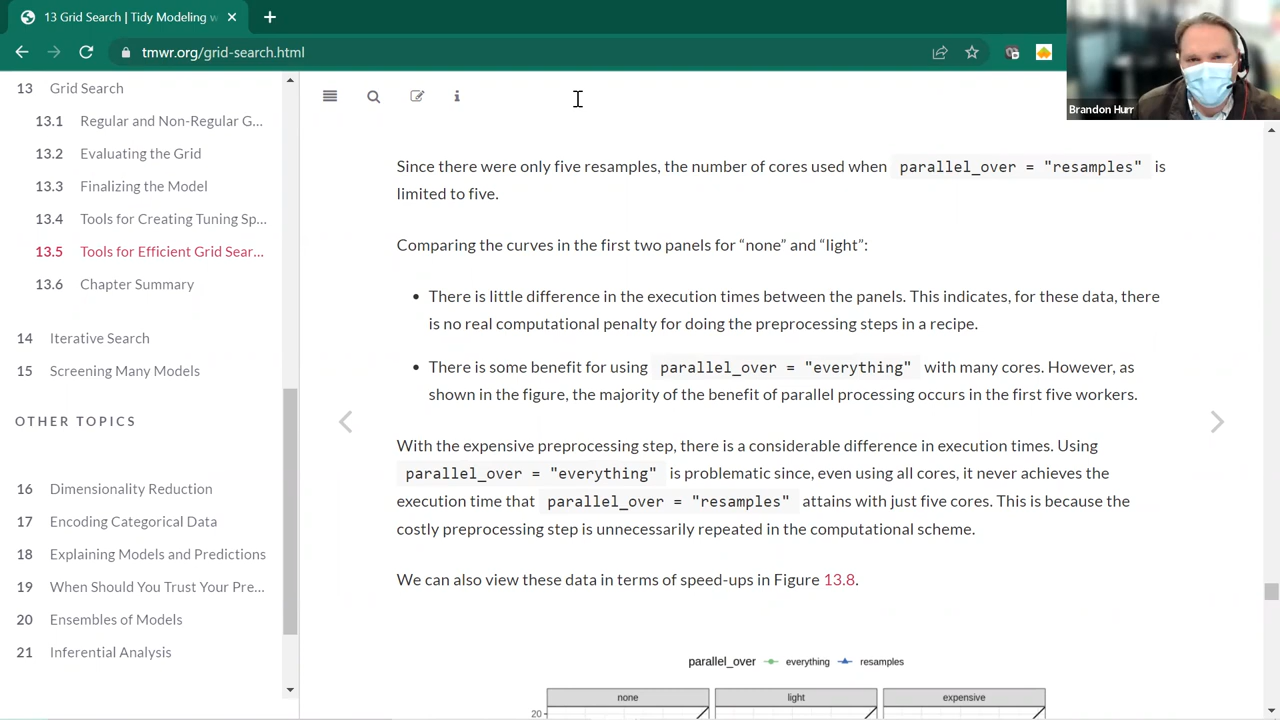 13 Grid Search | Tidy Modeling w
tmwr.org/grid-search.html
Brandon Hurr
13 Grid Search
13.1 Regular and Non-Regular G...
13.2 Evaluating the Grid
13.3 Finalizing the Model
13.4 Tools for Creating Tuning Sp...
13.5 Tools for Efficient Grid Sear...
13.6 Chapter Summary
14 Iterative Search
15 Screening Many Models
OTHER TOPICS
16 Dimensionality Reduction
17 Encoding Categorical Data
18 Explaining Models and Predictions
19 When Should You Trust Your Pre...
20 Ensembles of Models
21 Inferential Analysis
Since there were only five resamples, the number of cores used when parallel_over = "resamples" is
limited to five.
Comparing the curves in the first two panels for “none” and “light”:
• There is little difference in the execution times between the panels. This indicates, for these data, there
is no real computational penalty for doing the preprocessing steps in a recipe.
• There is some benefit for using parallel_over = "everything" with many cores. However, as
shown in the figure, the majority of the benefit of parallel processing occurs in the first five workers.
With the expensive preprocessing step, there is a considerable difference in execution times. Using
parallel_over = "everything" is problematic since, even using all cores, it never achieves the
execution time that parallel_over = "resamples" attains with just five cores. This is because the
costly preprocessing step is unnecessarily repeated in the computational scheme.
We can also view these data in terms of speed-ups in Figure 13.8.
parallel_over everything resamples
none light expensive
20